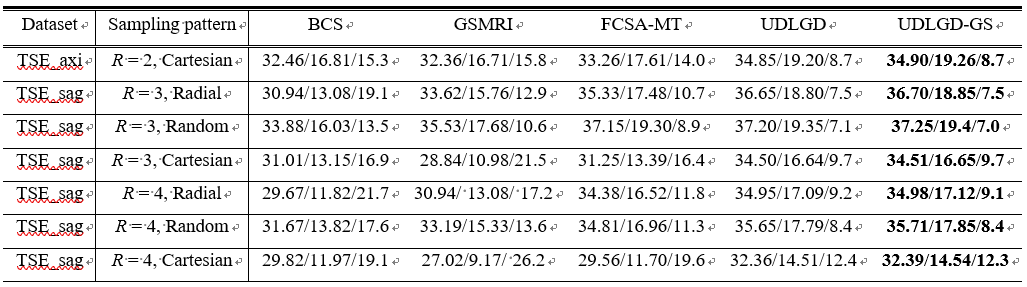 Dataset Sampling pattern BCS GSMRI FCSA-MT UDLGD UDLGD-GS
TSE_axi R = 2, Cartesian 32.46/16.81/15.3 32.36/16.71/15.8 33.26/17.61/14.0 34.85/19.20/8.7 34.90/19.26/8.7
TSE_sag R = 3, Radial 30.94/13.08/19.1 33.62/15.76/12.9 35.33/17.48/10.7 36.65/18.80/7.5 36.70/18.85/7.5
TSE_sag R = 3, Random 33.88/16.03/13.5 35.53/17.68/10.6 37.15/19.30/8.9 37.20/19.35/7.1 37.25/19.4/7.0
TSE_sag R = 3, Cartesian 31.01/13.15/16.9 28.84/10.98/21.5 31.25/13.39/16.4 34.50/16.64/9.7 34.51/16.65/9.7
TSE_sag R = 4, Radial 29.67/11.82/21.7 30.94/ 13.08/ 17.2 34.38/16.52/11.8 34.95/17.09/9.2 34.98/17.12/9.1
TSE_sag R = 4, Random 31.67/13.82/17.6 33.19/15.33/13.6 34.81/16.96/11.3 35.65/17.79/8.4 35.71/17.85/8.4
TSE_sag R = 4, Cartesian 29.82/11.97/19.1 27.02/9.17/ 26.2 29.56/11.70/19.6 32.36/14.51/12.4 32.39/14.54/12.3